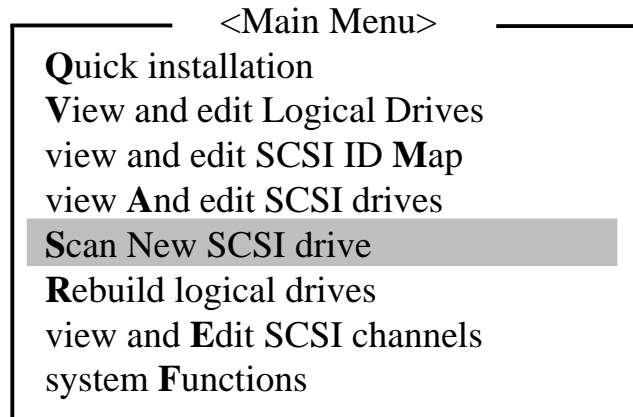 <Main Menu>
Quick installation
View and edit Logical Drives
view and edit SCSI ID Map
view And edit SCSI drives
Scan New SCSI drive
Rebuild logical drives
view and Edit SCSI channels
system Functions